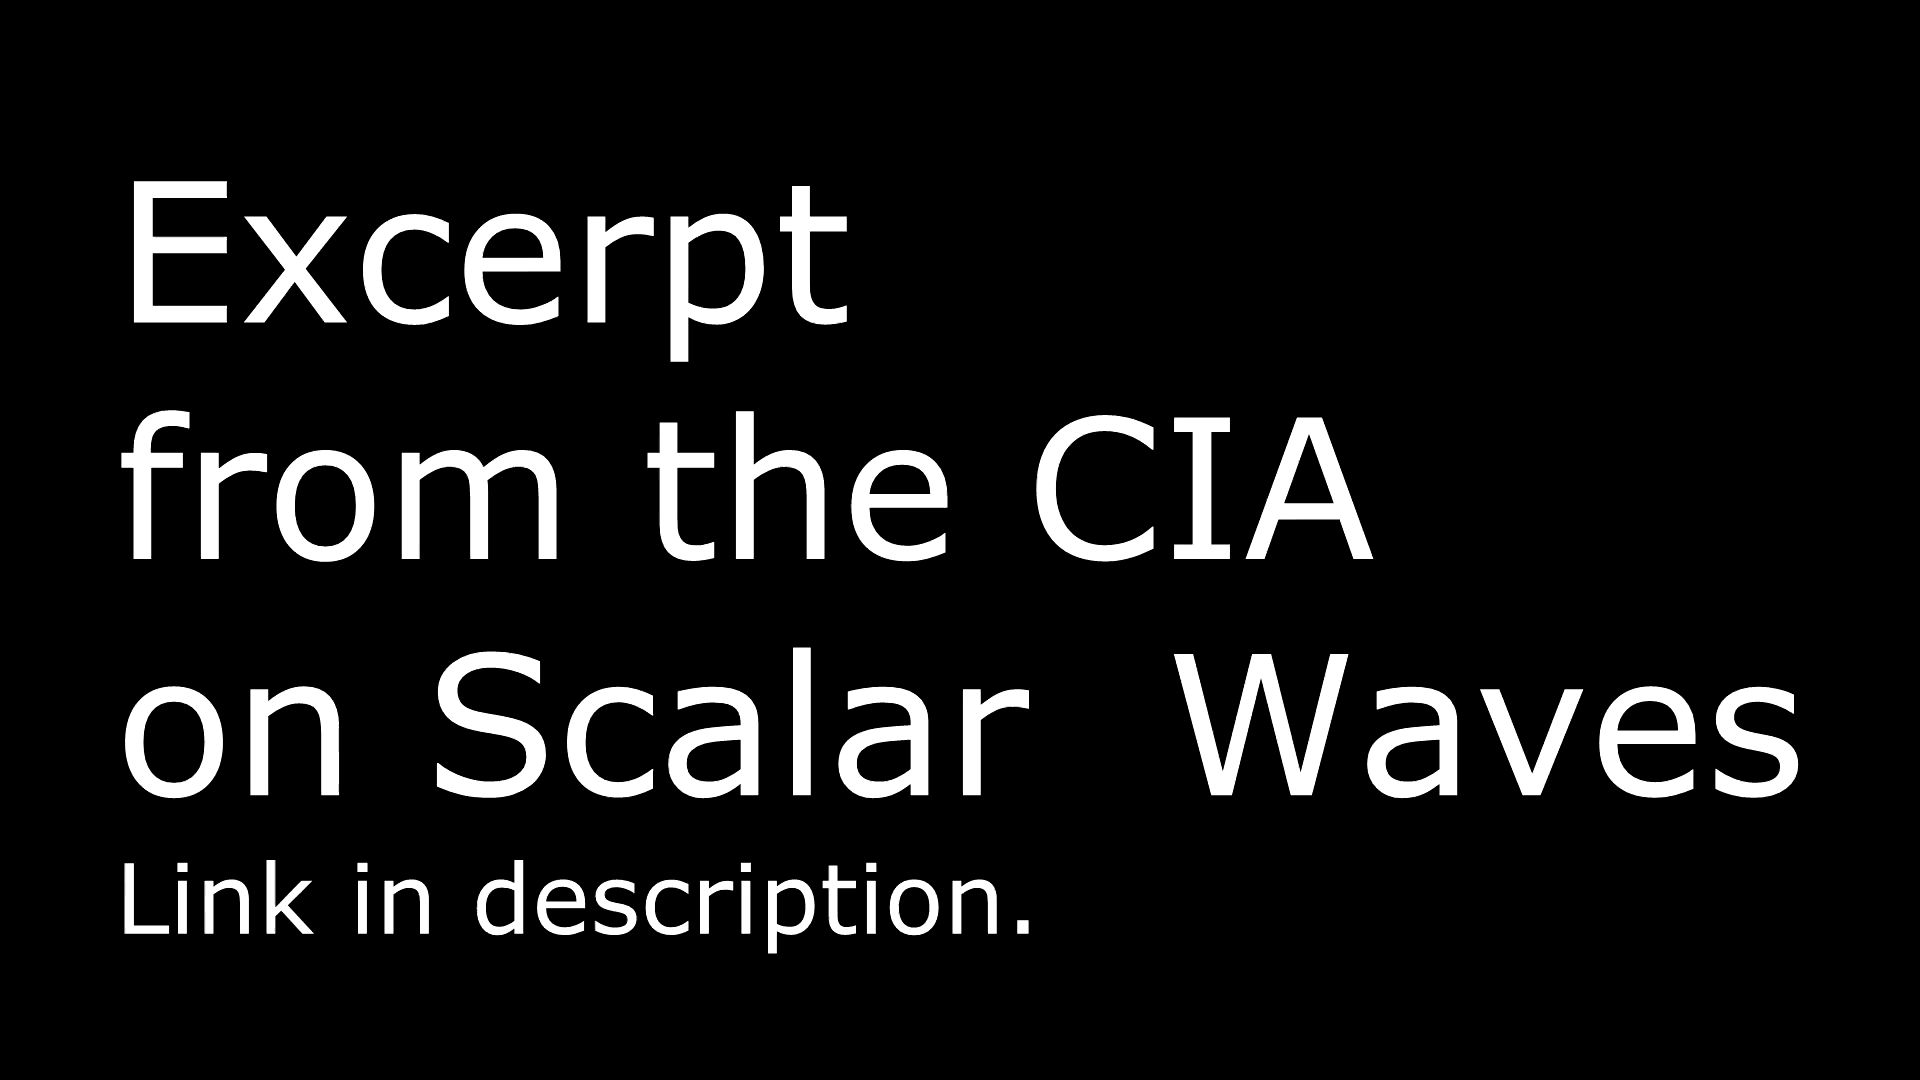 Excerpt
from the CIA
on Scalar  Waves
Link in description.